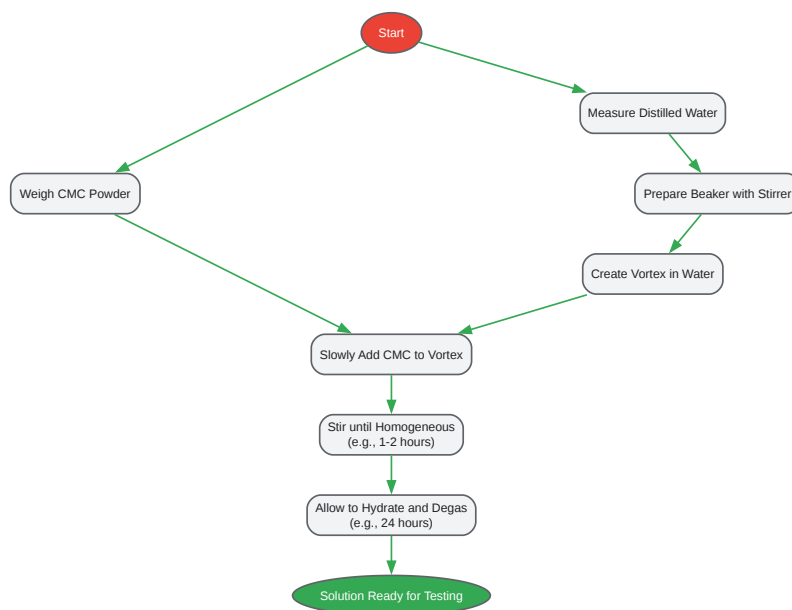 Start
Measure Distilled Water
Weigh CMC Powder
Prepare Beaker with Stirrer
Create Vortex in Water
Slowly Add CMC to Vortex
Stir until Homogeneous
(e.g., 1-2 hours)
Allow to Hydrate and Degas
(e.g., 24 hours)
Solution Ready for Testing